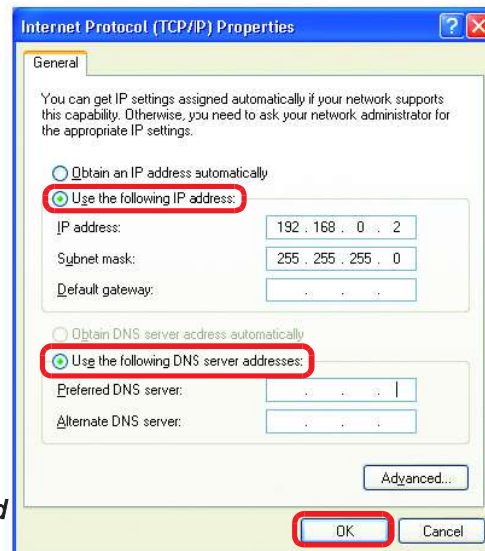 Internet Protocol (TCP/IP) Properties
General
You can get IP settings assigned automatically if your network supports
this capability. Otherwise, you need to ask your network administrator for
the appropriate IP settings.
Obtain an IP address automatically
Use the following IP address:
IP address: 192 . 168 . 0 . 2
Subnet mask: 255 . 255 . 255 . 0
Default gateway: . . .
Obtain DNS server address automatically
Use the following DNS server addresses:
Preferred DNS server: . . .
Alternate DNS server: . . .
Advanced...
d
OK Cancel